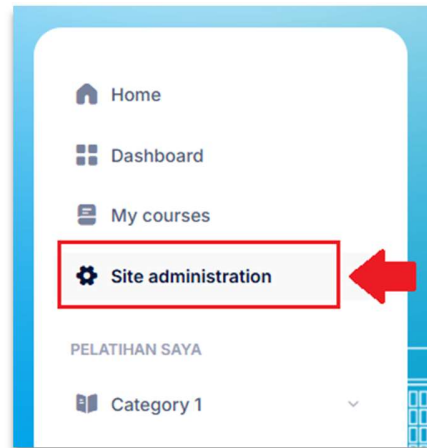 Home
Dashboard
My courses
Site administration
PELATIHAN SAYA
Category 1